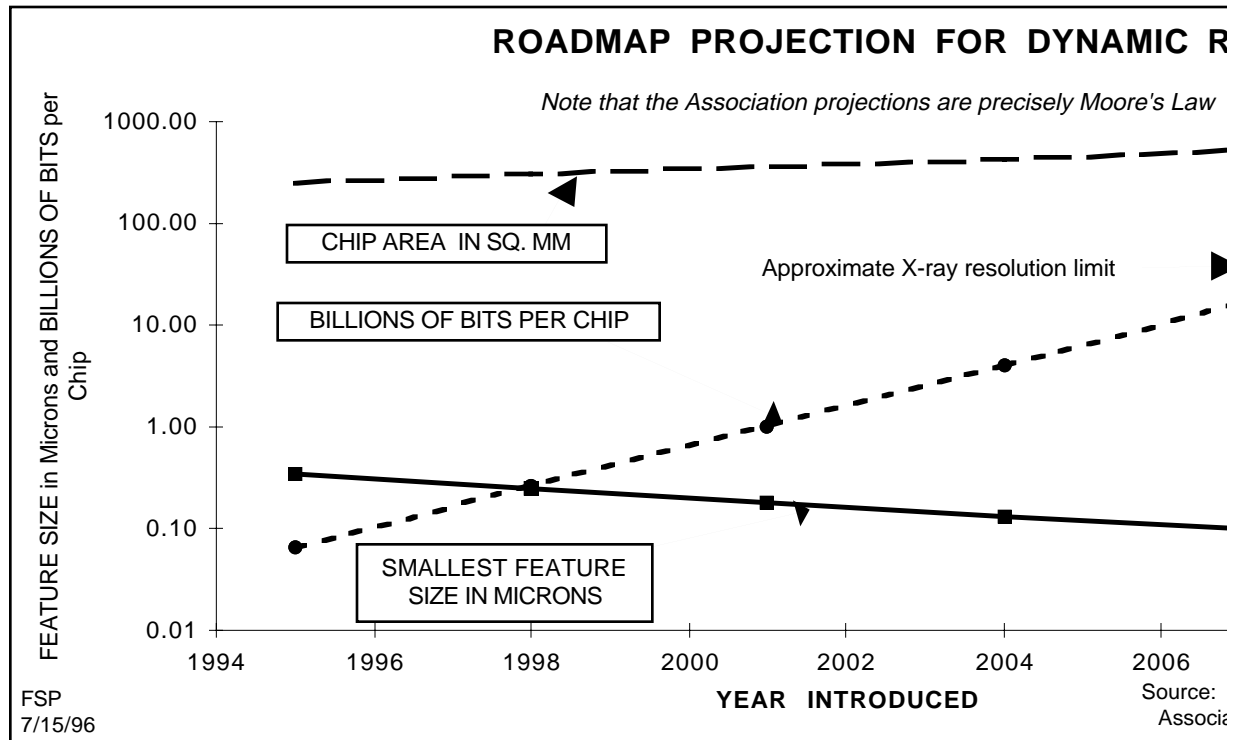 ROADMAP PROJECTION FOR DYNAMIC R
Note that the Association projections are precisely Moore's Law
FEATURE SIZE in Microns and BILLIONS OF BITS per
Chip
1000.00
100.00
10.00
1.00
0.10
0.01
CHIP AREA IN SQ. MM
Approximate X-ray resolution limit
BILLIONS OF BITS PER CHIP
SMALLEST FEATURE
SIZE IN MICRONS
1994
1996
1998
2000
2002
2004
2006
YEAR INTRODUCED
FSP
7/15/96
Source:
Associa